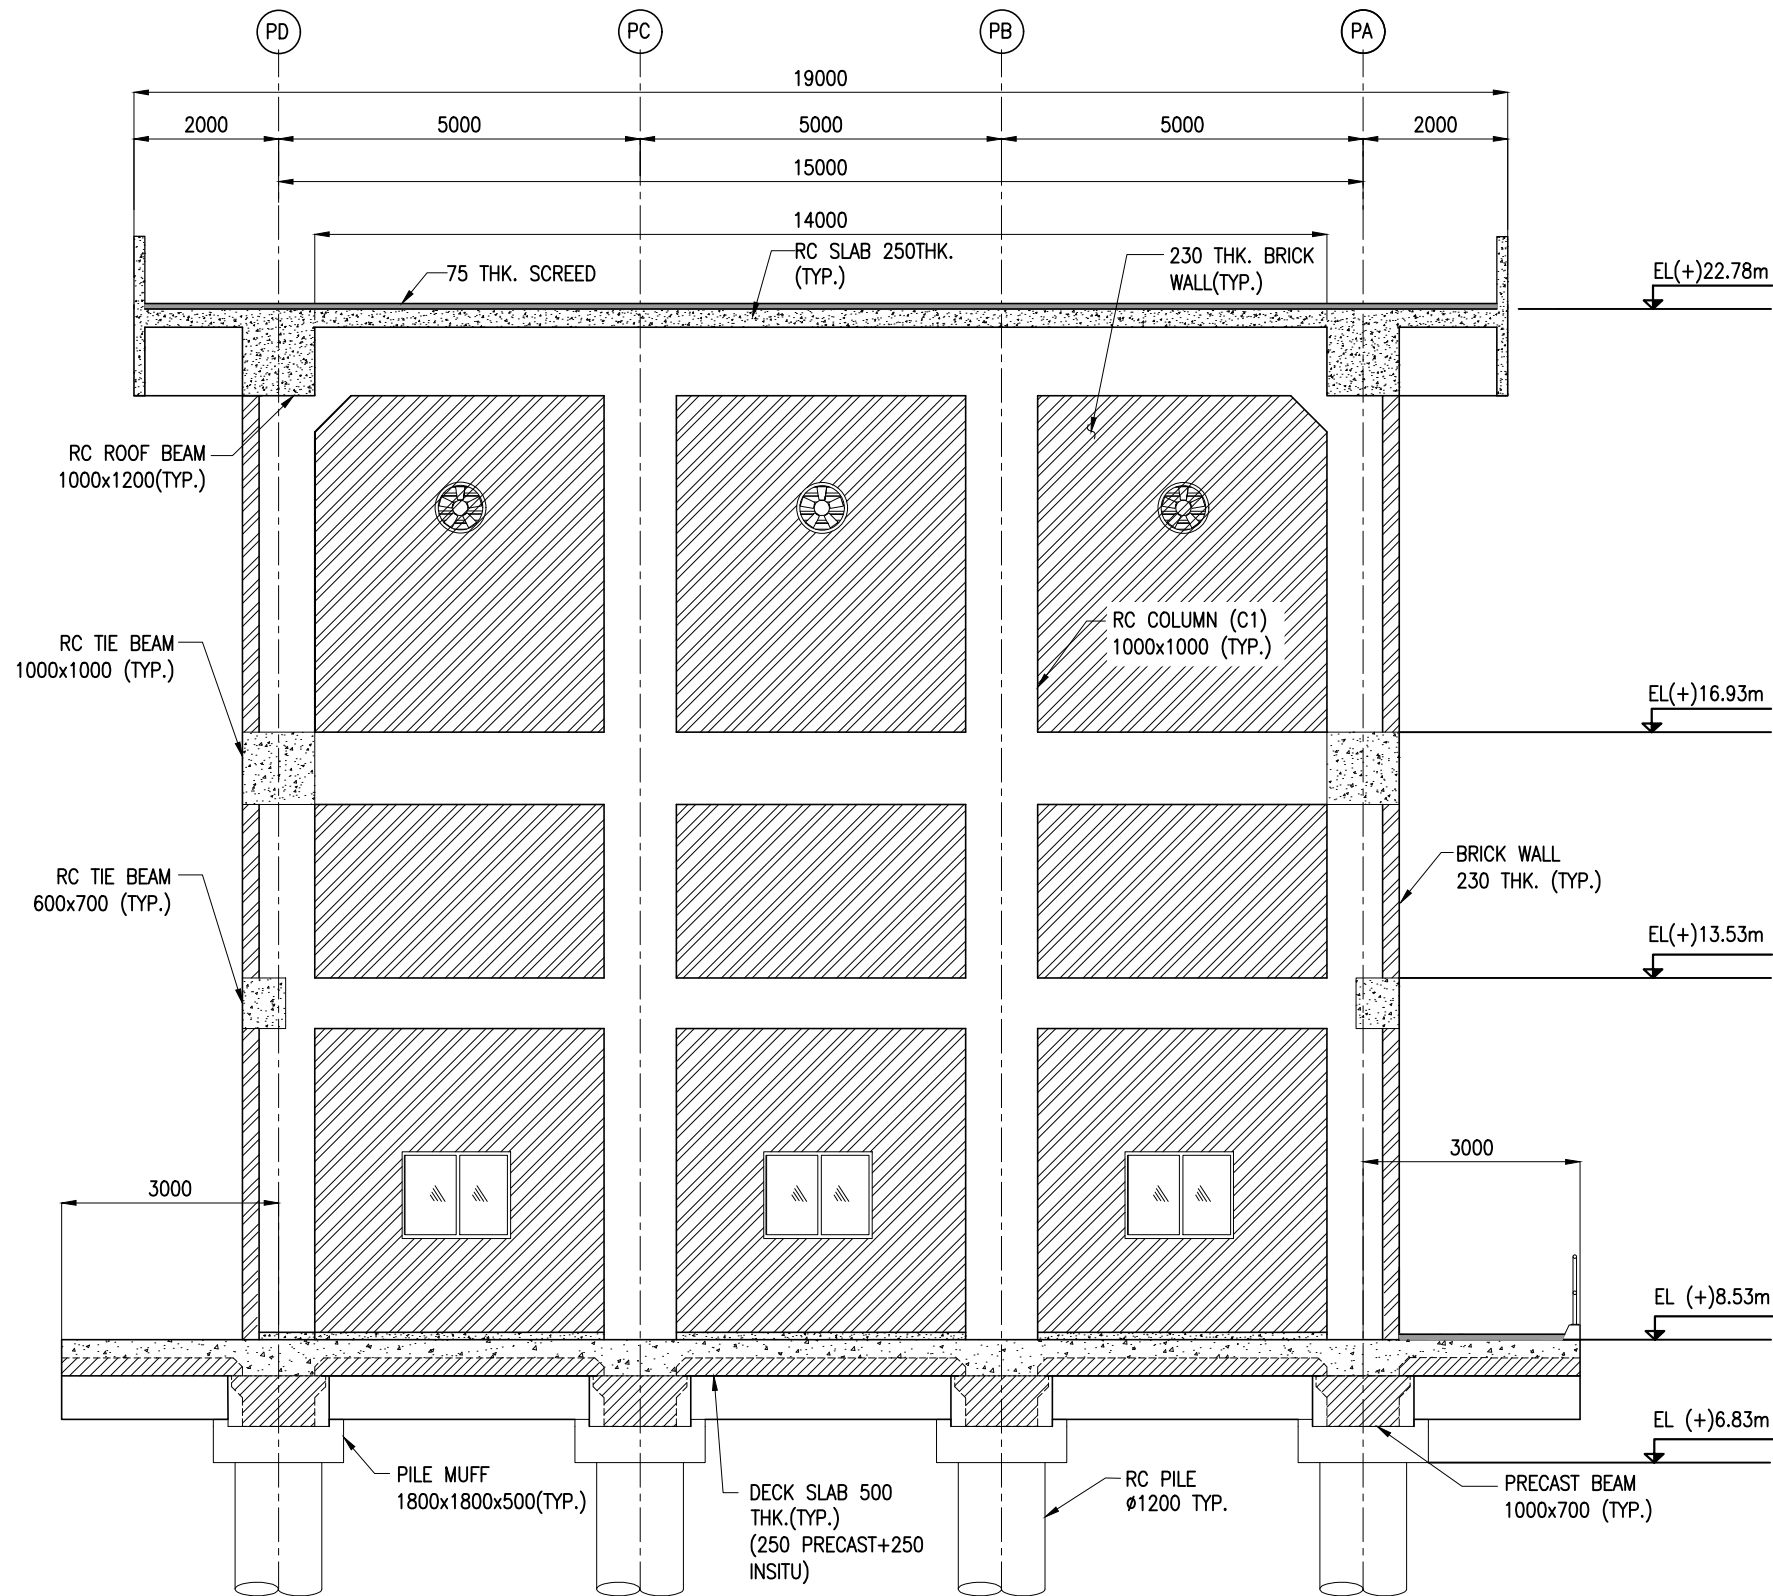 PD
PC
PB
PA
19000
2000
5000
5000
5000
2000
15000
14000
75 THK. SCREED
RC SLAB 250THK.
(TYP.)
230 THK. BRICK
WALL(TYP.)
EL(+)22.78m
RC ROOF BEAM
1000x1200(TYP.)
RC TIE BEAM
1000x1000 (TYP.)
RC COLUMN (C1)
1000x1000 (TYP.)
EL(+)16.93m
RC TIE BEAM
600x700 (TYP.)
BRICK WALL
230 THK. (TYP.)
EL(+)13.53m
3000
3000
EL (+)8.53m
EL (+)6.83m
PILE MUFF
1800x1800x500(TYP.)
DECK SLAB 500
THK.(TYP.)
(250 PRECAST+250
INSITU)
RC PILE
ø1200 TYP.
PRECAST BEAM
1000x700 (TYP.)